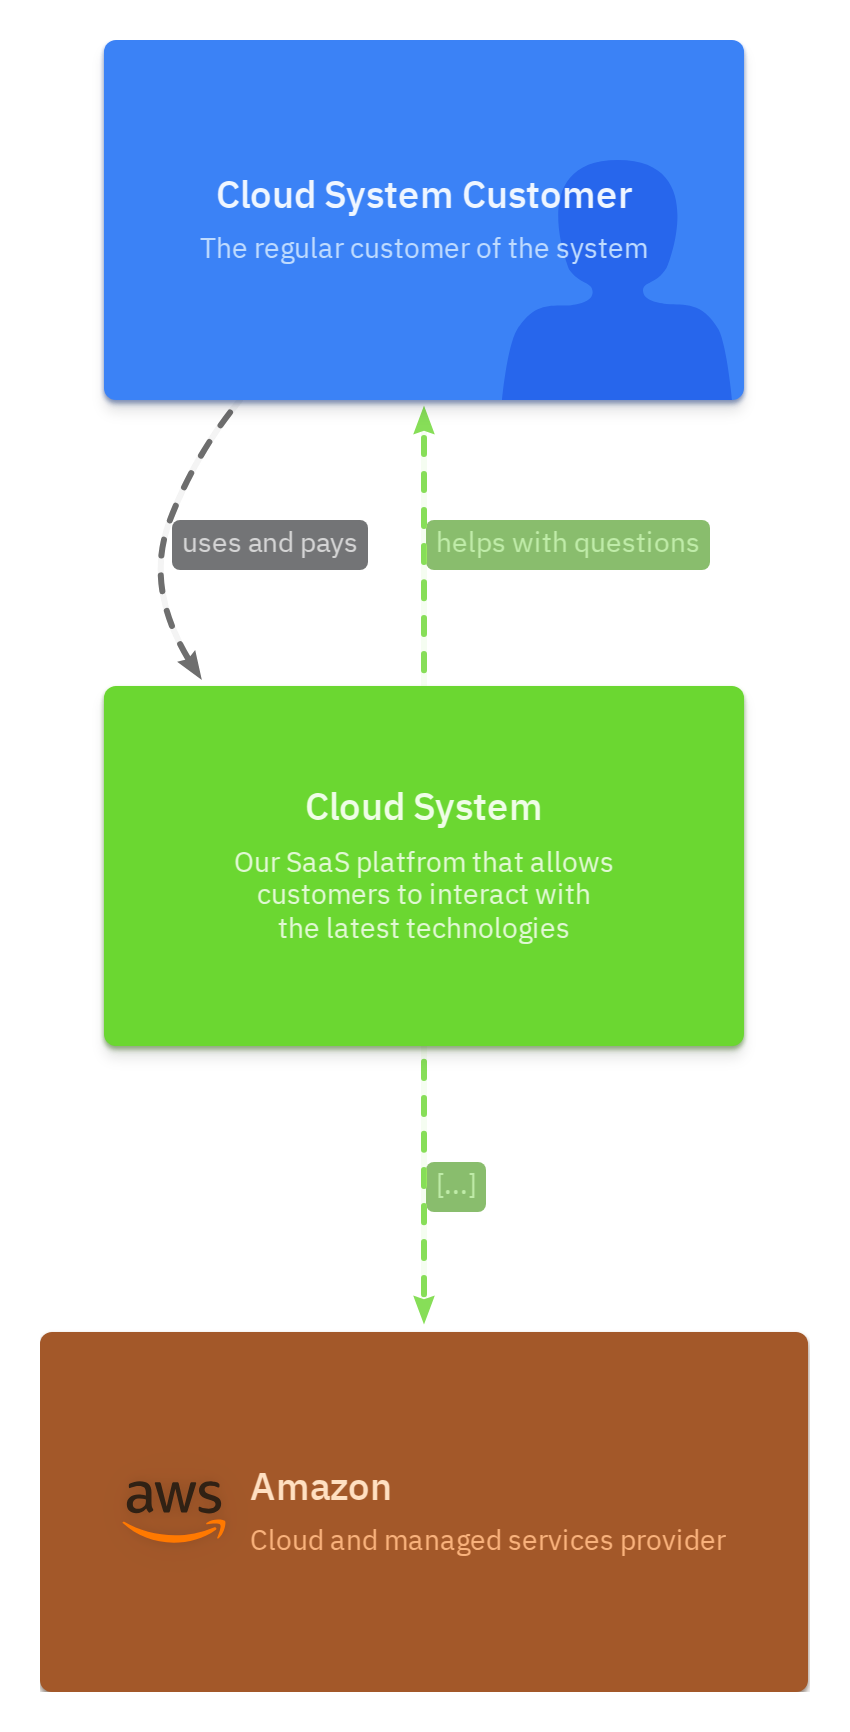 Cloud System Customer
The regular customer of the system
uses and pays
helps with questions
Cloud System
Our SaaS platfrom that allows
customers to interact with
the latest technologies
[...]
aws
Amazon
Cloud and managed services provider